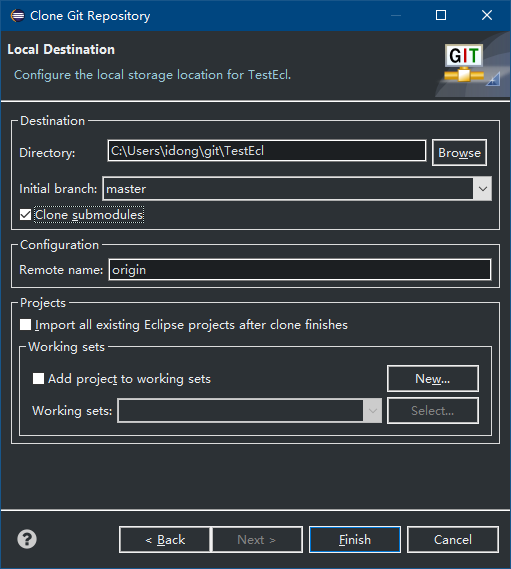 Clone Git Repository
Local Destination
Configure the local storage location for TestEcl.
GIT
Destination
Directory: C:\Users\idong\git\TestEcl Browse
Initial branch: master
Clone submodules
Configuration
Remote name: origin
Projects
Import all existing Eclipse projects after clone finishes
Working sets
Add project to working sets New...
Working sets: Select...
? < Back Next > Finish Cancel